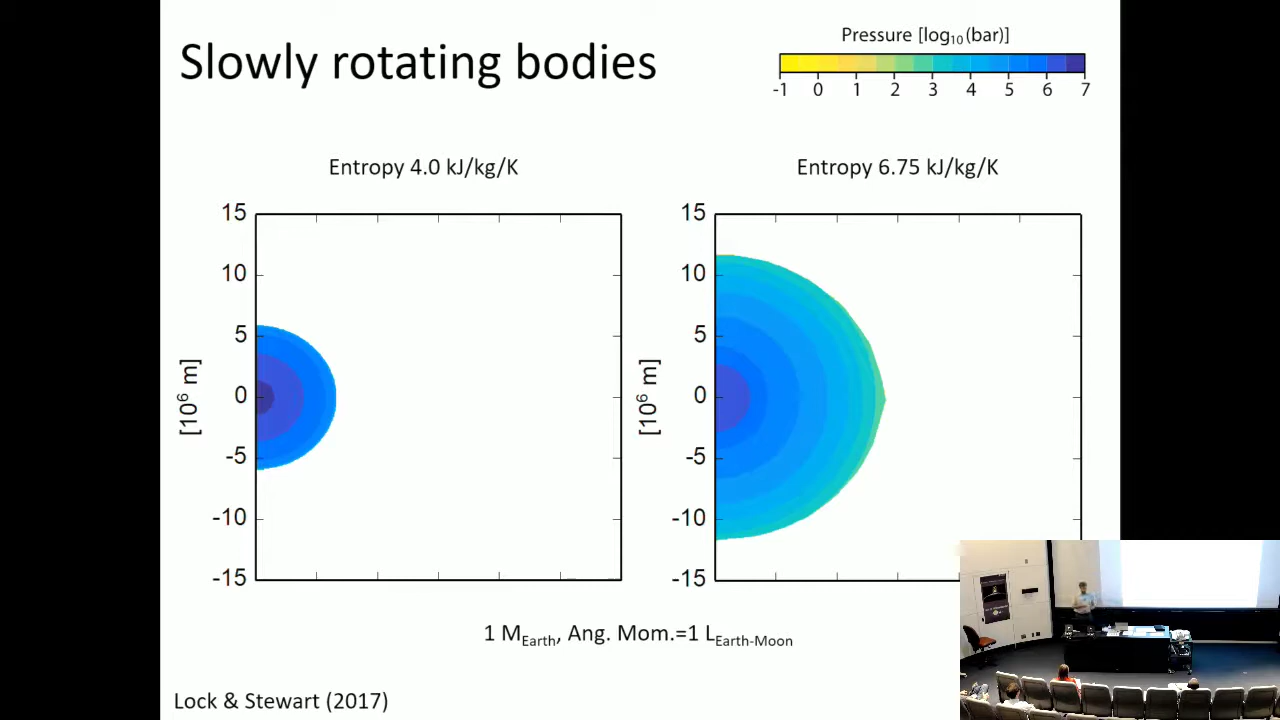 Slowly rotating bodies
Pressure [log10(bar)]
-1 0 1 2 3 4 5 6 7
Entropy 4.0 kJ/kg/K
Entropy 6.75 kJ/kg/K
15
10
5
0
-5
-10
-15
[10⁶ m]
15
10
5
0
-5
-10
-15
[10⁶ m]
1 MEarth, Ang. Mom.=1 LEarth-Moon
Lock & Stewart (2017)